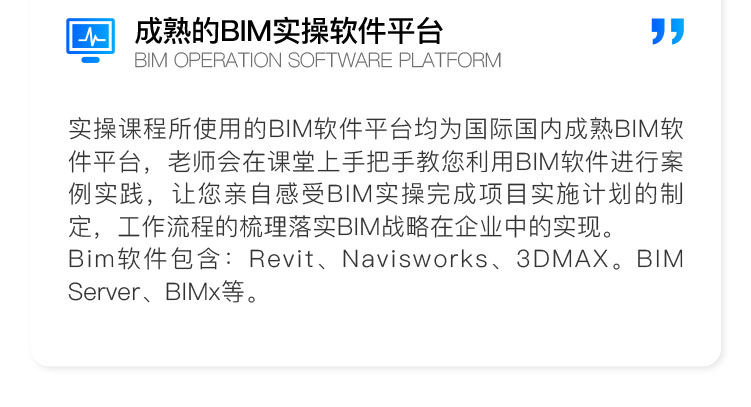 成熟的BIM实操软件平台
BIM OPERATION SOFTWARE PLATFORM
实操课程所使用的BIM软件平台均为国际国内成熟BIM软
件平台，老师会在课堂上手把手教您利用BIM软件进行案
例实践，让您亲自感受BIM实操完成项目实施计划的制
定，工作流程的梳理落实BIM战略在企业中的实现。
Bim软件包含：Revit、Navisworks、3DMAX。BIM
Server、BIMx等。